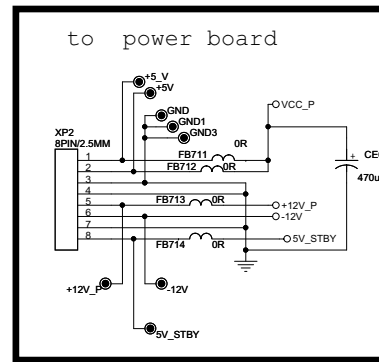 to power board
+5_V
+5V
GND
VCC_P
GND1
XP2
GND3
8PIN/2.5MM
0R
1 FB711
2 FB712 0R
3
4
5 FB713 0R +12V_P
6 -12V
7
8 FB714 0R 5V_STBY
+
470u
+12V_P -12V
5V_STBY